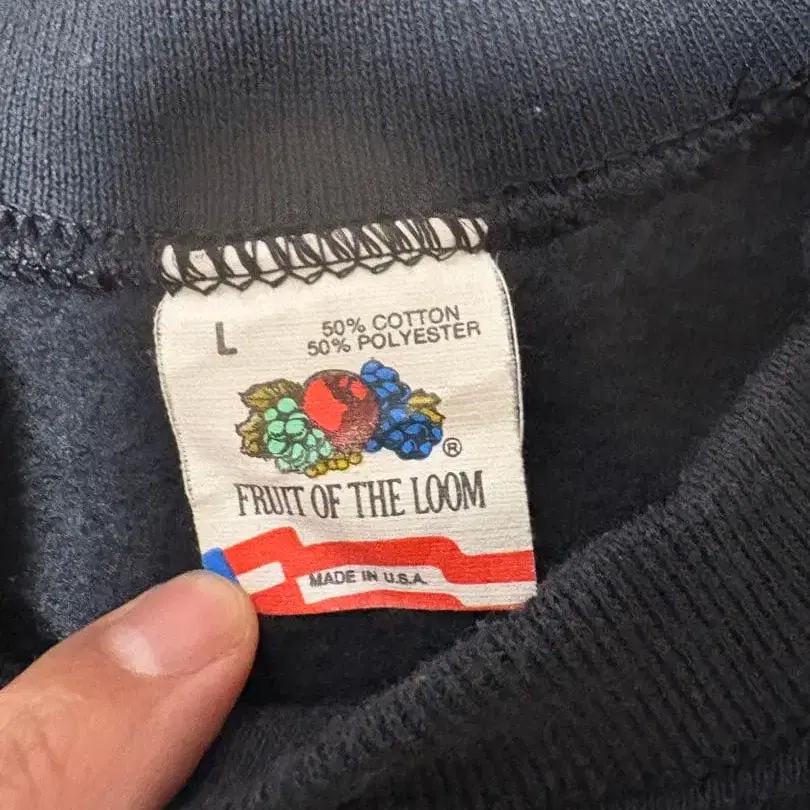 L
50% COTTON
50% POLYESTER
®
FRUIT OF THE LOOM
MADE IN U.S.A.